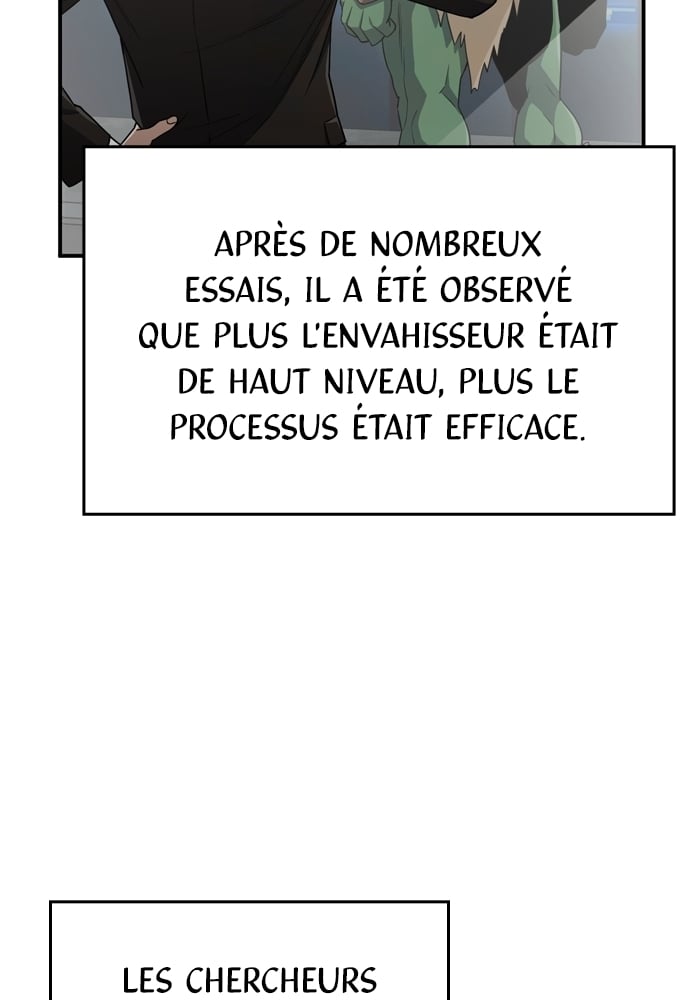 APRÈS DE NOMBREUX
ESSAIS, IL A ÉTÉ OBSERVÉ
QUE PLUS L'ENVAHISSEUR ÉTAIT
DE HAUT NIVEAU, PLUS LE
PROCESSUS ÉTAIT EFFICACE.
LES CHERCHEURS